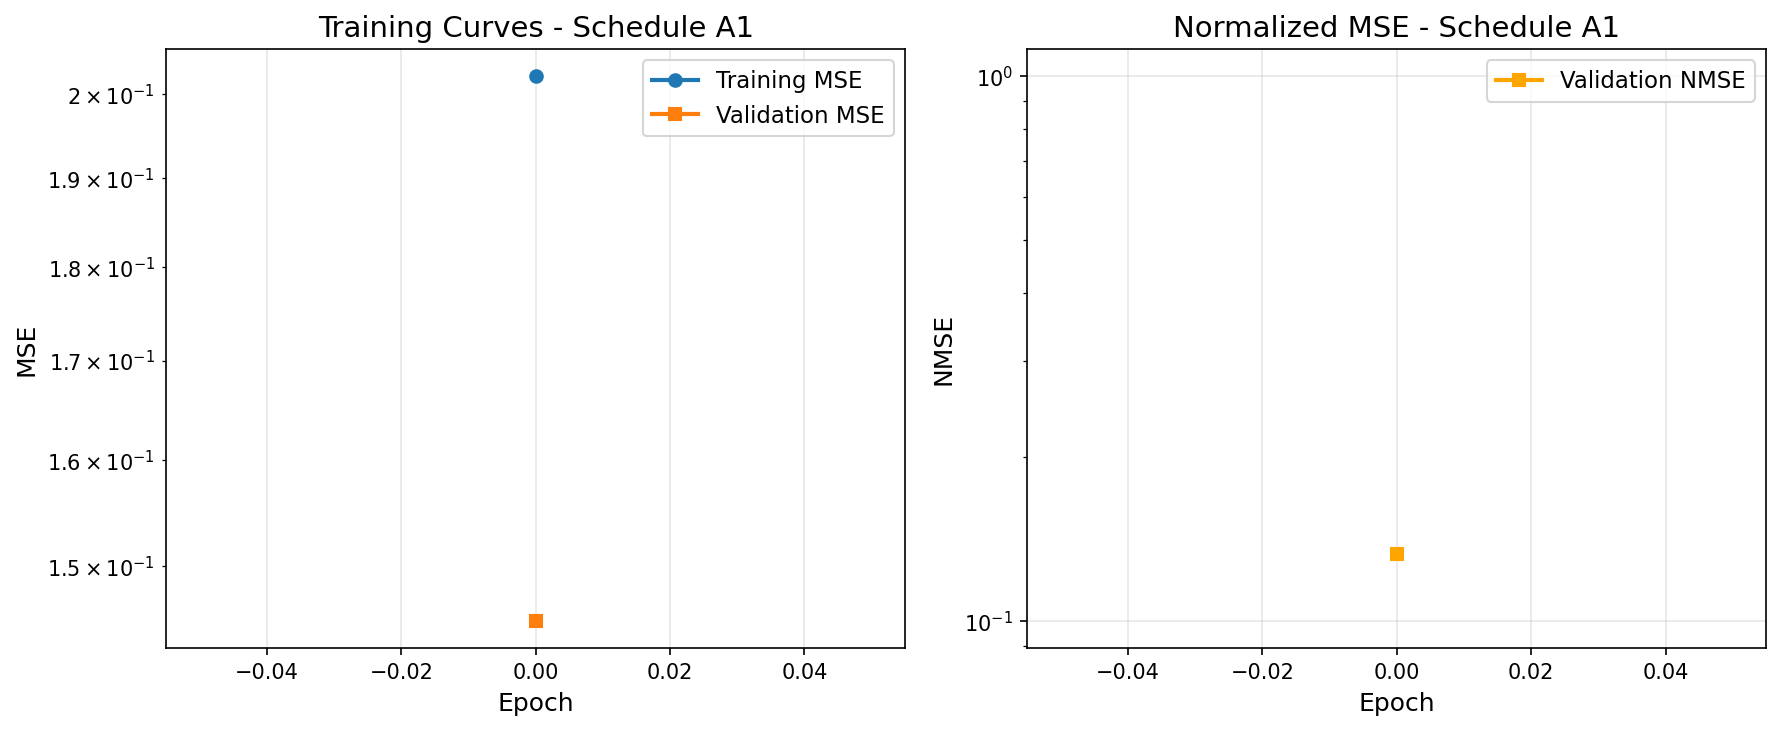 Training Curves - Schedule A1
Training MSE
Validation MSE
2 × 10⁻¹
1.9 × 10⁻¹
1.8 × 10⁻¹
1.7 × 10⁻¹
1.6 × 10⁻¹
1.5 × 10⁻¹
MSE
−0.04 −0.02 0.00 0.02 0.04
Epoch
Normalized MSE - Schedule A1
Validation NMSE
10⁰
10⁻¹
NMSE
−0.04 −0.02 0.00 0.02 0.04
Epoch